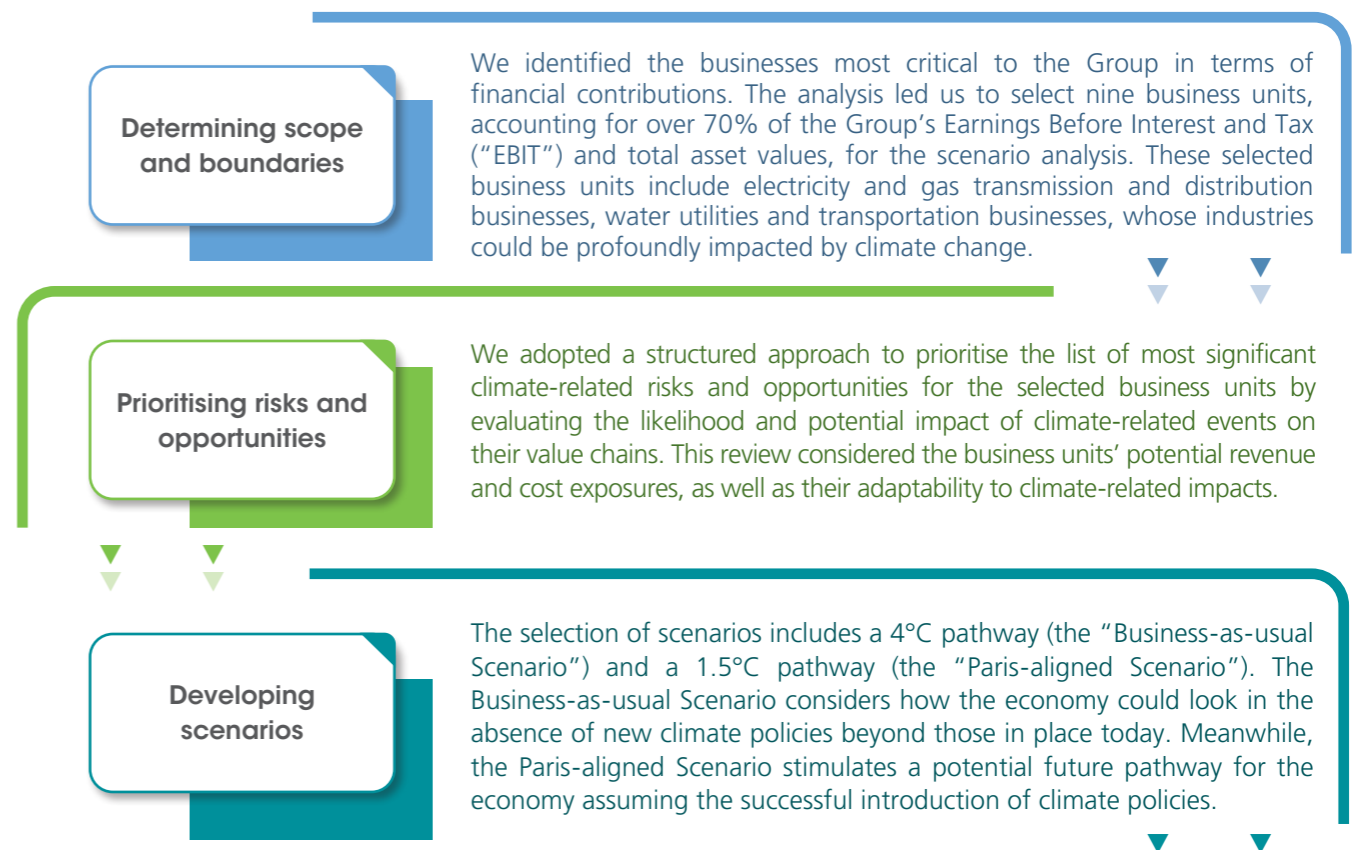 Determining scope
and boundaries
We identified the businesses most critical to the Group in terms of
financial contributions. The analysis led us to select nine business units,
accounting for over 70% of the Group’s Earnings Before Interest and Tax
(“EBIT”) and total asset values, for the scenario analysis. These selected
business units include electricity and gas transmission and distribution
businesses, water utilities and transportation businesses, whose industries
could be profoundly impacted by climate change.
Prioritising risks and
opportunities
We adopted a structured approach to prioritise the list of most significant
climate-related risks and opportunities for the selected business units by
evaluating the likelihood and potential impact of climate-related events on
their value chains. This review considered the business units’ potential revenue
and cost exposures, as well as their adaptability to climate-related impacts.
Developing
scenarios
The selection of scenarios includes a 4°C pathway (the “Business-as-usual
Scenario”) and a 1.5°C pathway (the “Paris-aligned Scenario”). The
Business-as-usual Scenario considers how the economy could look in the
absence of new climate policies beyond those in place today. Meanwhile,
the Paris-aligned Scenario stimulates a potential future pathway for the
economy assuming the successful introduction of climate policies.